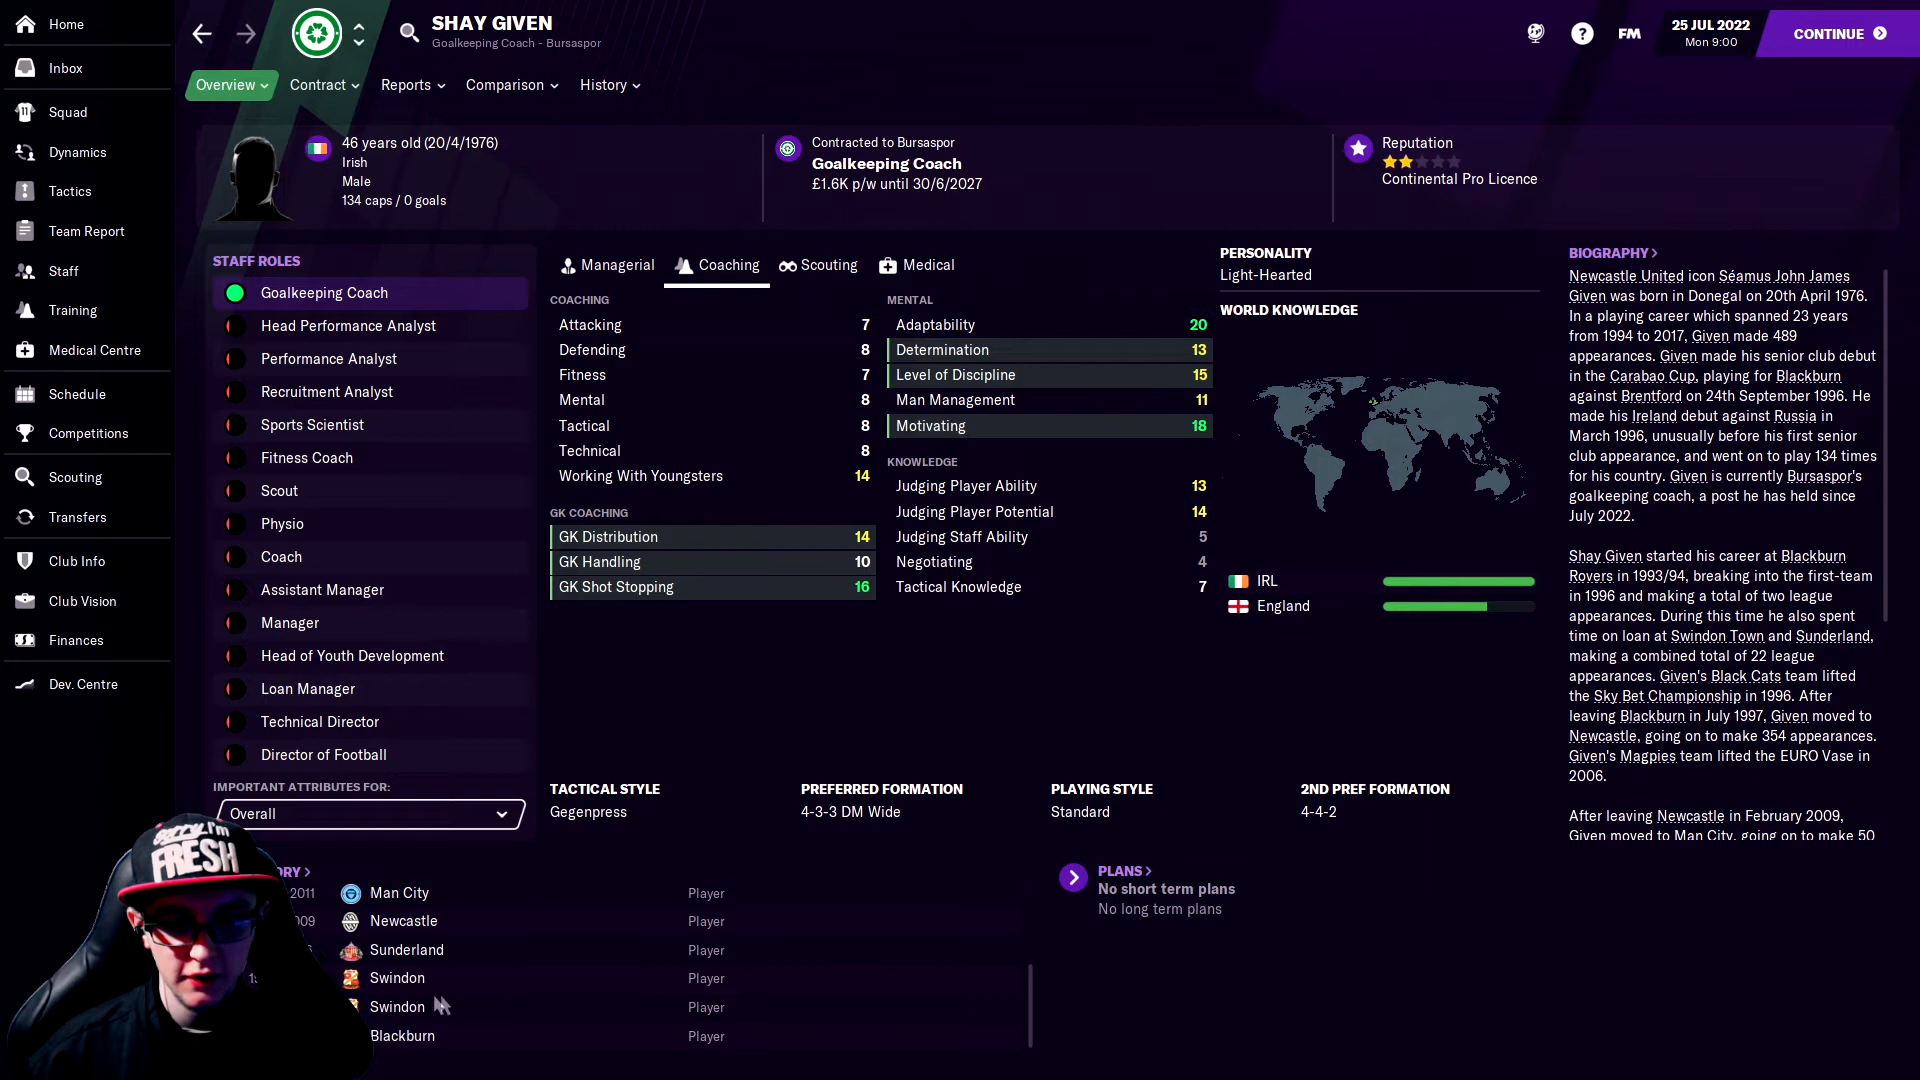 Home
Inbox
Squad
Dynamics
Tactics
Team Report
Staff
Training
Medical Centre
Schedule
Competitions
Scouting
Transfers
Club Info
Club Vision
Finances
Dev. Centre
SHAY GIVEN
Goalkeeping Coach - Bursaspor
? FM
25 JUL 2022
Mon 9:00
CONTINUE
Overview Contract Reports Comparison History
46 years old (20/4/1976)
Irish
Male
134 caps / 0 goals
Contracted to Bursaspor
Goalkeeping Coach
£1.6K p/w until 30/6/2027
Reputation
Continental Pro Licence
STAFF ROLES
Goalkeeping Coach
Head Performance Analyst
Performance Analyst
Recruitment Analyst
Sports Scientist
Fitness Coach
Scout
Physio
Coach
Assistant Manager
Manager
Head of Youth Development
Loan Manager
Technical Director
Director of Football
IMPORTANT ATTRIBUTES FOR:
Overall
Managerial Coaching Scouting Medical
COACHING
Attacking 7
Defending 8
Fitness 7
Mental 8
Tactical 8
Technical 8
Working With Youngsters 14
GK COACHING
GK Distribution 14
GK Handling 10
GK Shot Stopping 16
MENTAL
Adaptability 20
Determination 13
Level of Discipline 15
Man Management 11
Motivating 18
KNOWLEDGE
Judging Player Ability 13
Judging Player Potential 14
Judging Staff Ability 5
Negotiating 4
Tactical Knowledge 7
PERSONALITY
Light-Hearted
WORLD KNOWLEDGE
IRL
England
BIOGRAPHY >
Newcastle United icon Séamus John James
Given was born in Donegal on 20th April 1976.
In a playing career which spanned 23 years
from 1994 to 2017, Given made 489
appearances. Given made his senior club debut
in the Carabao Cup, playing for Blackburn
against Brentford on 24th September 1996. He
made his Ireland debut against Russia in
March 1996, unusually before his first senior
club appearance, and went on to play 134 times
for his country. Given is currently Bursaspor's
goalkeeping coach, a post he has held since
July 2022.
Shay Given started his career at Blackburn
Rovers in 1993/94, breaking into the first-team
in 1996 and making a total of two league
appearances. During this time he also spent
time on loan at Swindon Town and Sunderland,
making a combined total of 22 league
appearances. Given's Black Cats team lifted
the Sky Bet Championship in 1996. After
leaving Blackburn in July 1997, Given moved to
Newcastle, going on to make 354 appearances.
Given's Magpies team lifted the EURO Vase in
2006.
After leaving Newcastle in February 2009,
Given moved to Man City, going on to make 50
TACTICAL STYLE
Gegenpress
PREFERRED FORMATION
4-3-3 DM Wide
PLAYING STYLE
Standard
2ND PREF FORMATION
4-4-2
ORY >
2011 Man City Player
009 Newcastle Player
Sunderland Player
Swindon Player
Swindon Player
Blackburn Player
PLANS >
No short term plans
No long term plans
SORRY I'M
FRESH